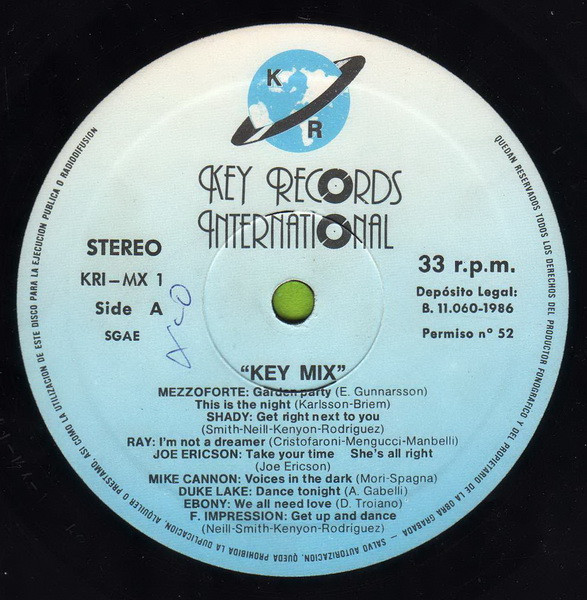 K
R
KEY RECORDS
INTERNATIONAL
STEREO
KRI-MX 1
Side A
SGAE
33 r.p.m.
Depósito Legal:
B. 11.060-1986
Permiso nº 52
"KEY MIX"
MEZZOFORTE: Garden party (E. Gunnarsson)
This is the night (Karlsson-Briem)
SHADY: Get right next to you
(Smith-Neill-Kenyon-Rodríguez)
RAY: I'm not a dreamer (Cristofaroni-Mengucci-Manbelli)
JOE ERICSON: Take your time She's all right
(Joe Ericson)
MIKE CANNON: Voices in the dark (Mori-Spagna)
DUKE LAKE: Dance tonight (A. Gabelli)
EBONY: We all need love (D. Troiano)
F. IMPRESSION: Get up and dance
(Neill-Smith-Kenyon-Rodríguez)
QUEDAN RESERVADOS TODOS LOS DERECHOS DEL PRODUCTOR FONOGRAFICO Y DEL PROPIETARIO DE LA OBRA GRABADA - SALVO AUTORIZACION, QUEDA PROHIBIDA LA DUPLICACION, ALQUILER O PRESTAMO, ASI COMO LA UTILIZACION DE ESTE DISCO PARA LA EJECUCION PUBLICA O RADIODIFUSION